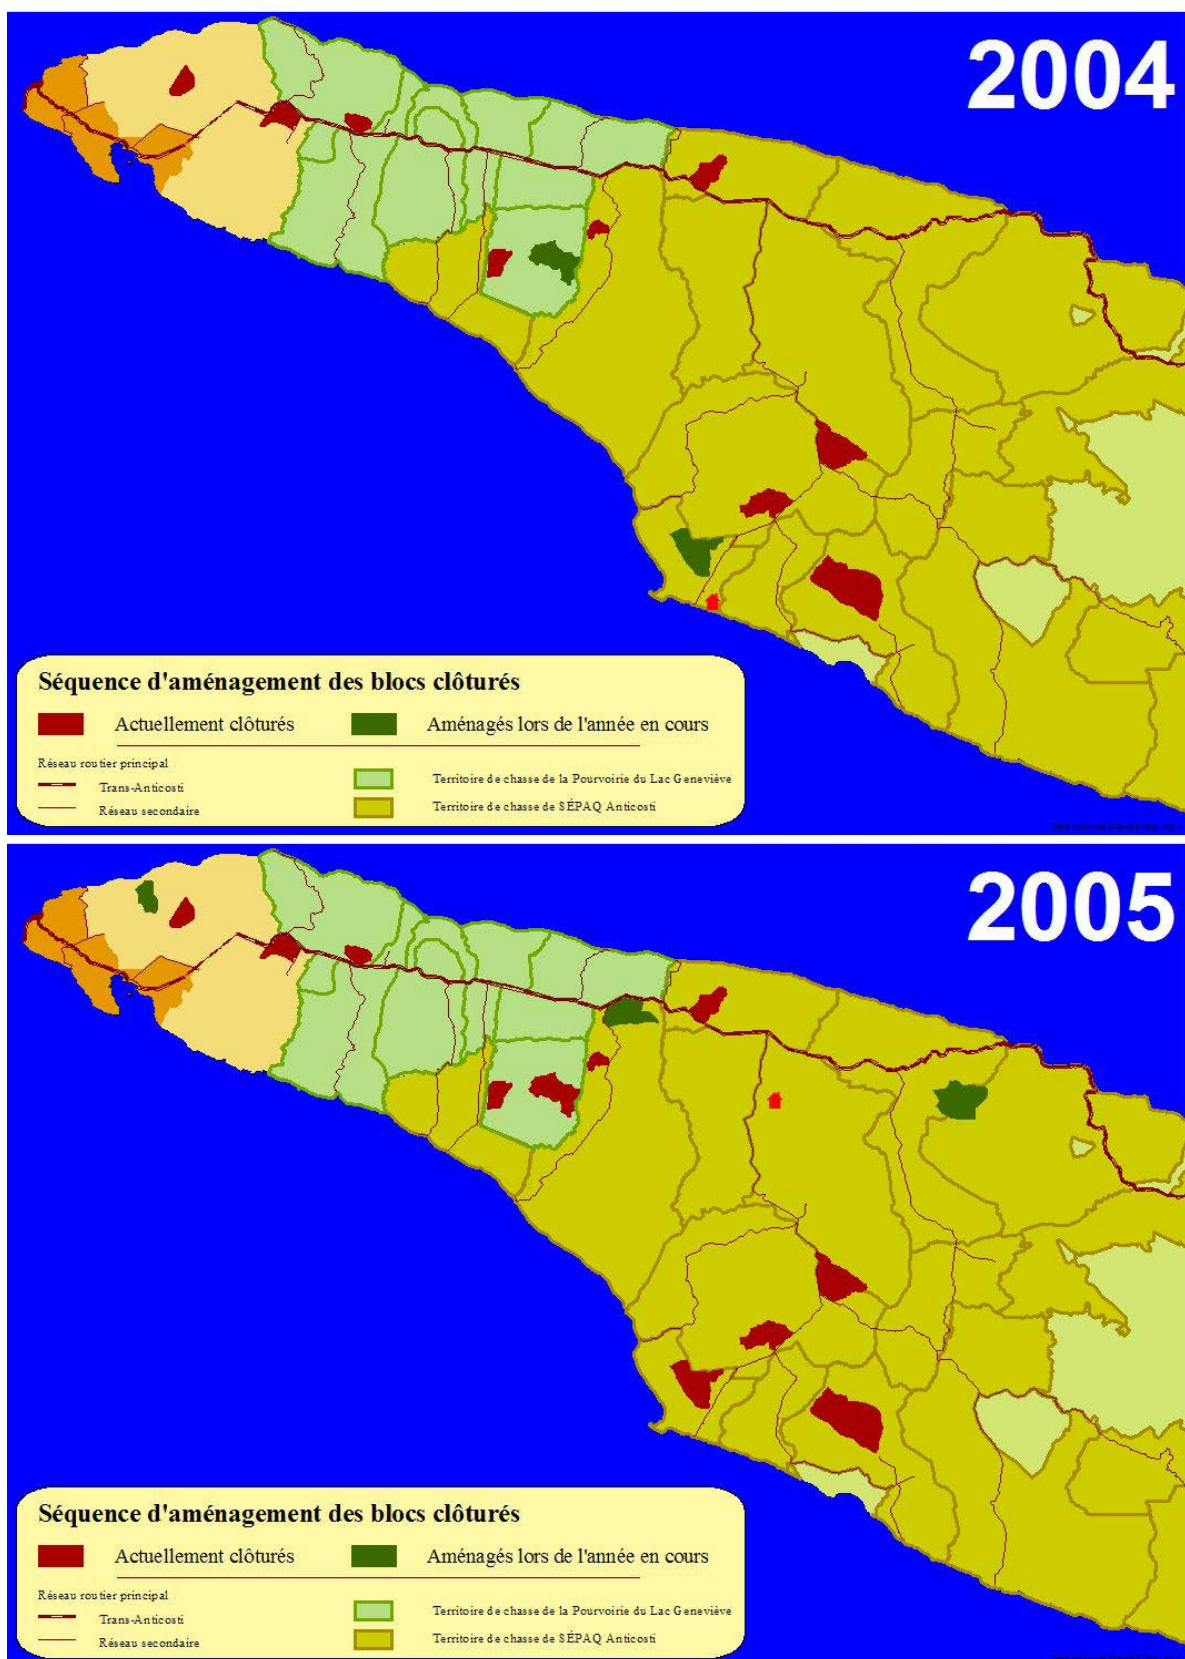 2004
Séquence d'aménagement des blocs clôturés
Actuellement clôturés
Aménagés lors de l'année en cours
Réseau routier principal
Trans-Anticosti
Réseau secondaire
Territoire de chasse de la Pourvoirie du Lac Geneviève
Territoire de chasse de SÉPAQ Anticosti
2005
Séquence d'aménagement des blocs clôturés
Actuellement clôturés
Aménagés lors de l'année en cours
Réseau routier principal
Trans-Anticosti
Réseau secondaire
Territoire de chasse de la Pourvoirie du Lac Geneviève
Territoire de chasse de SÉPAQ Anticosti